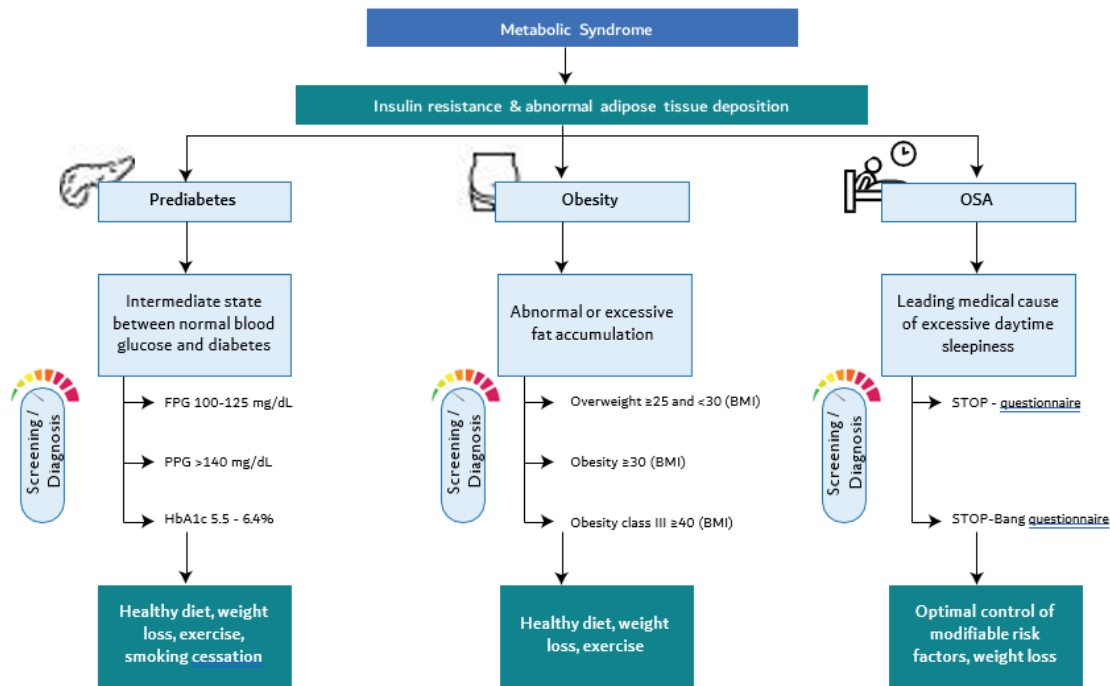 Metabolic Syndrome
Insulin resistance & abnormal adipose tissue deposition
Prediabetes
Obesity
OSA
Intermediate state
between normal blood
glucose and diabetes
Abnormal or excessive
fat accumulation
Leading medical cause
of excessive daytime
sleepiness
Screening /
Diagnosis
FPG 100-125 mg/dL
PPG >140 mg/dL
HbA1c 5.5 - 6.4%
Screening /
Diagnosis
Overweight ≥25 and <30 (BMI)
Obesity ≥30 (BMI)
Obesity class III ≥40 (BMI)
Screening /
Diagnosis
STOP - questionnaire
STOP-Bang questionnaire
Healthy diet, weight
loss, exercise,
smoking cessation
Healthy diet, weight
loss, exercise
Optimal control of
modifiable risk
factors, weight loss